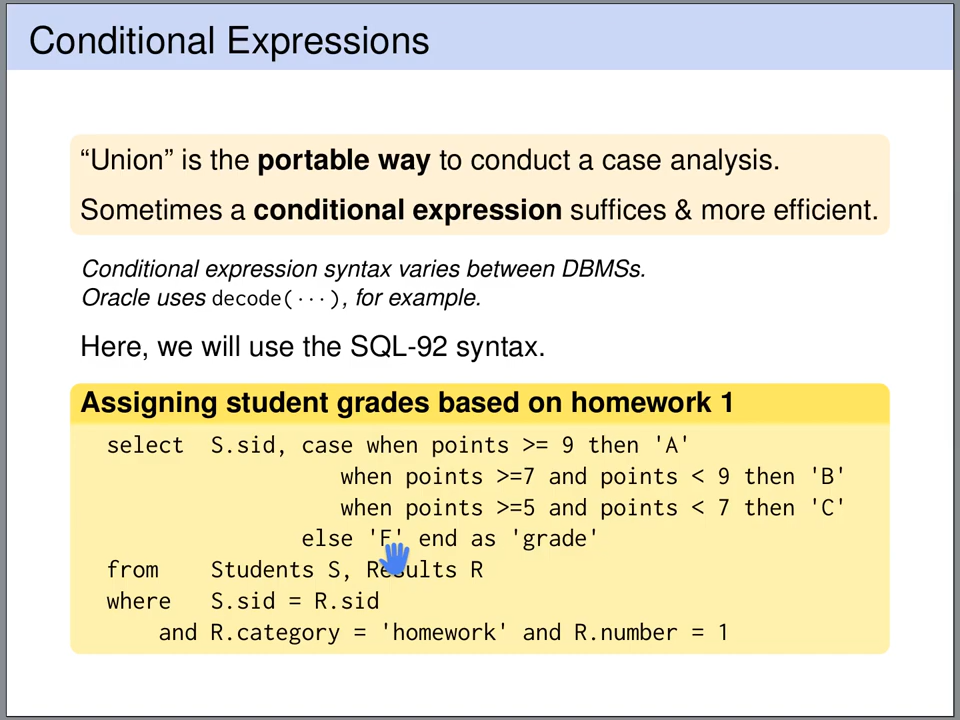 Conditional Expressions
“Union” is the portable way to conduct a case analysis.
Sometimes a conditional expression suffices & more efficient.
Conditional expression syntax varies between DBMSs.
Oracle uses decode(···), for example.
Here, we will use the SQL-92 syntax.
Assigning student grades based on homework 1
select S.sid, case when points >= 9 then 'A'
when points >=7 and points < 9 then 'B'
when points >=5 and points < 7 then 'C'
else 'F' end as 'grade'
from Students S, Results R
where S.sid = R.sid
and R.category = 'homework' and R.number = 1